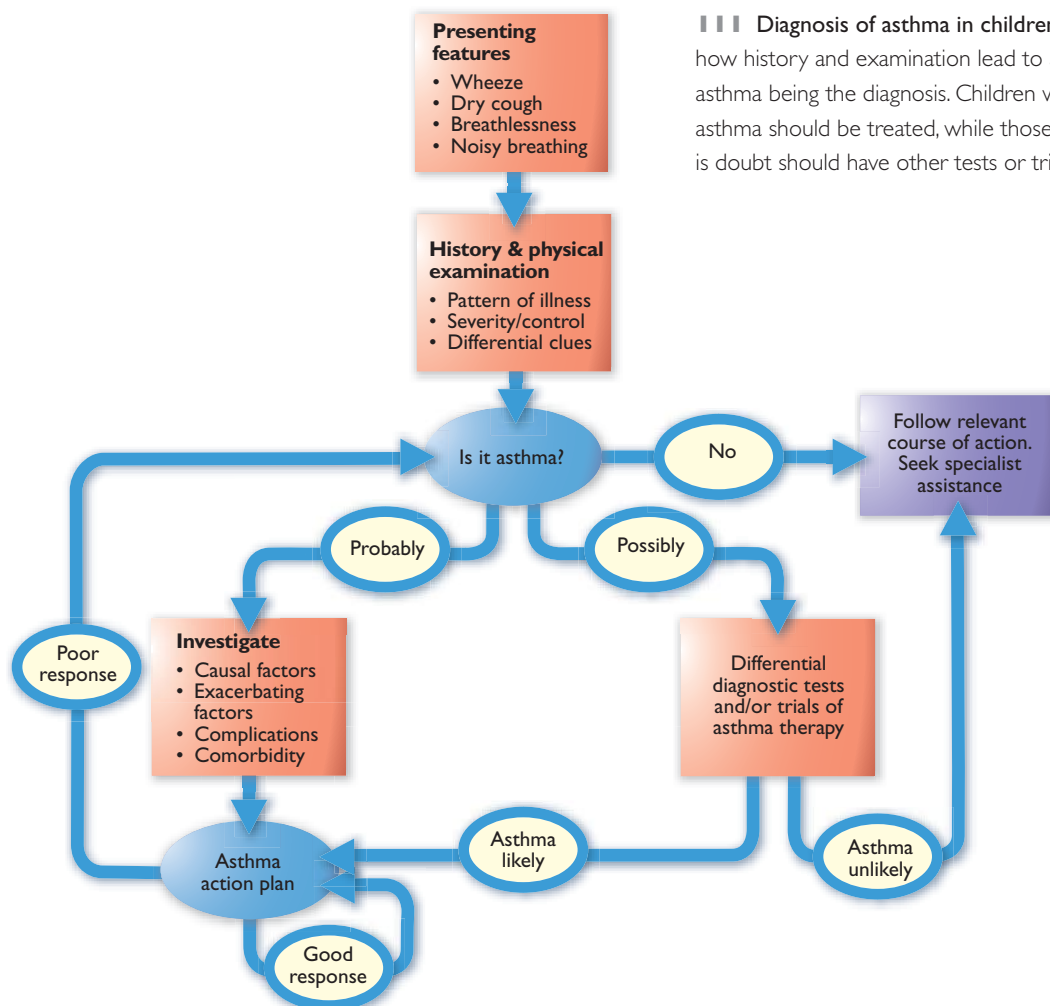 Presenting
features
• Wheeze
• Dry cough
• Breathlessness
• Noisy breathing
III Diagnosis of asthma in children
how history and examination lead to
asthma being the diagnosis. Children
asthma should be treated, while those
is doubt should have other tests or
History & physical
examination
• Pattern of illness
• Severity/control
• Differential clues
Is it asthma?
No
Follow relevant
course of action.
Seek specialist
assistance
Probably
Possibly
Poor
response
Investigate
• Causal factors
• Exacerbating
factors
• Complications
• Comorbidity
Differential
diagnostic tests
and/or trials of
asthma therapy
Asthma
action plan
Asthma
likely
Asthma
unlikely
Good
response